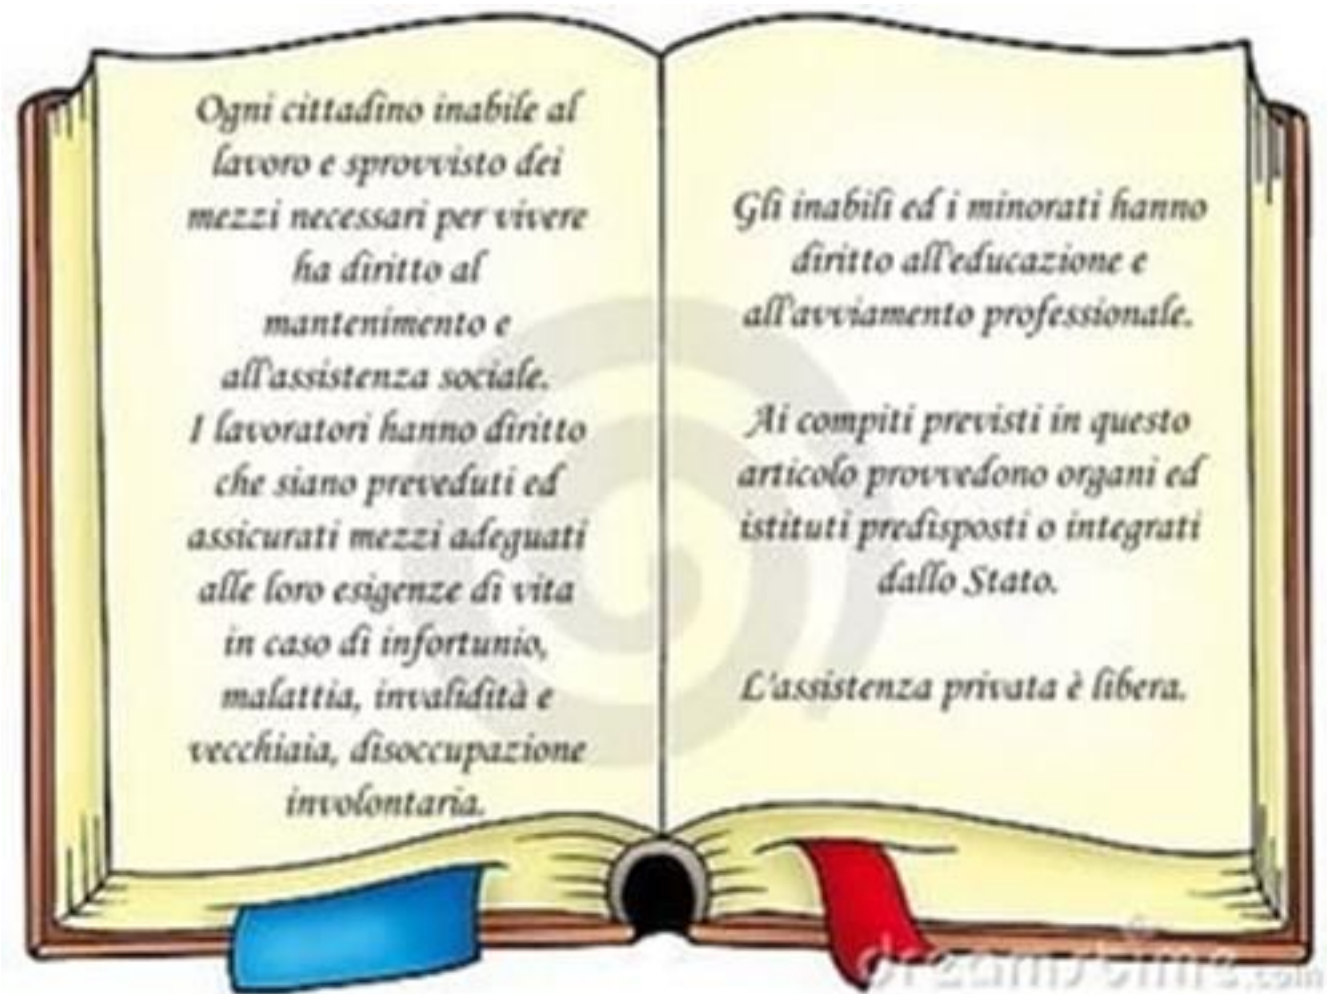 Ogni cittadino inabile al
lavoro e sprovvisto dei
mezzi necessari per vivere
ha diritto al
mantenimento e
all'assistenza sociale.
I lavoratori hanno diritto
che siano preveduti ed
assicurati mezzi adeguati
alle loro esigenze di vita
in caso di infortunio,
malattia, invalidità e
vecchiaia, disoccupazione
involontaria.
Gli inabili ed i minorati hanno
diritto all'educazione e
all'avviamento professionale.
Ai compiti previsti in questo
articolo provvedono organi ed
istituti predisposti o integrati
dallo Stato.
L'assistenza privata è libera.
dreamstime.com